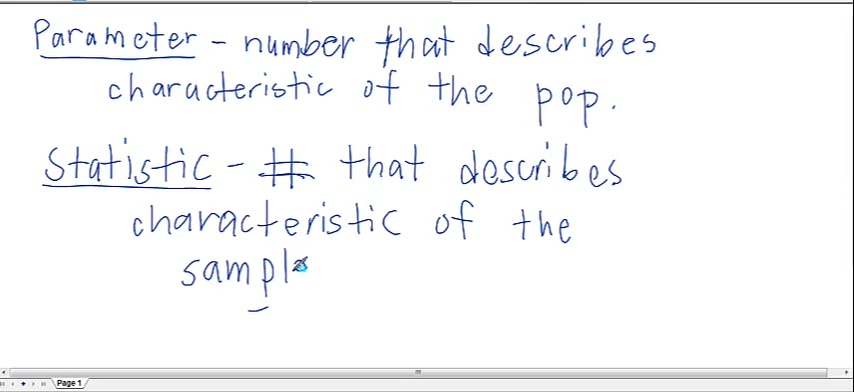 Parameter - number that describes
characteristic of the pop.
Statistic - # that describes
characteristic of the
sampl
Page 1